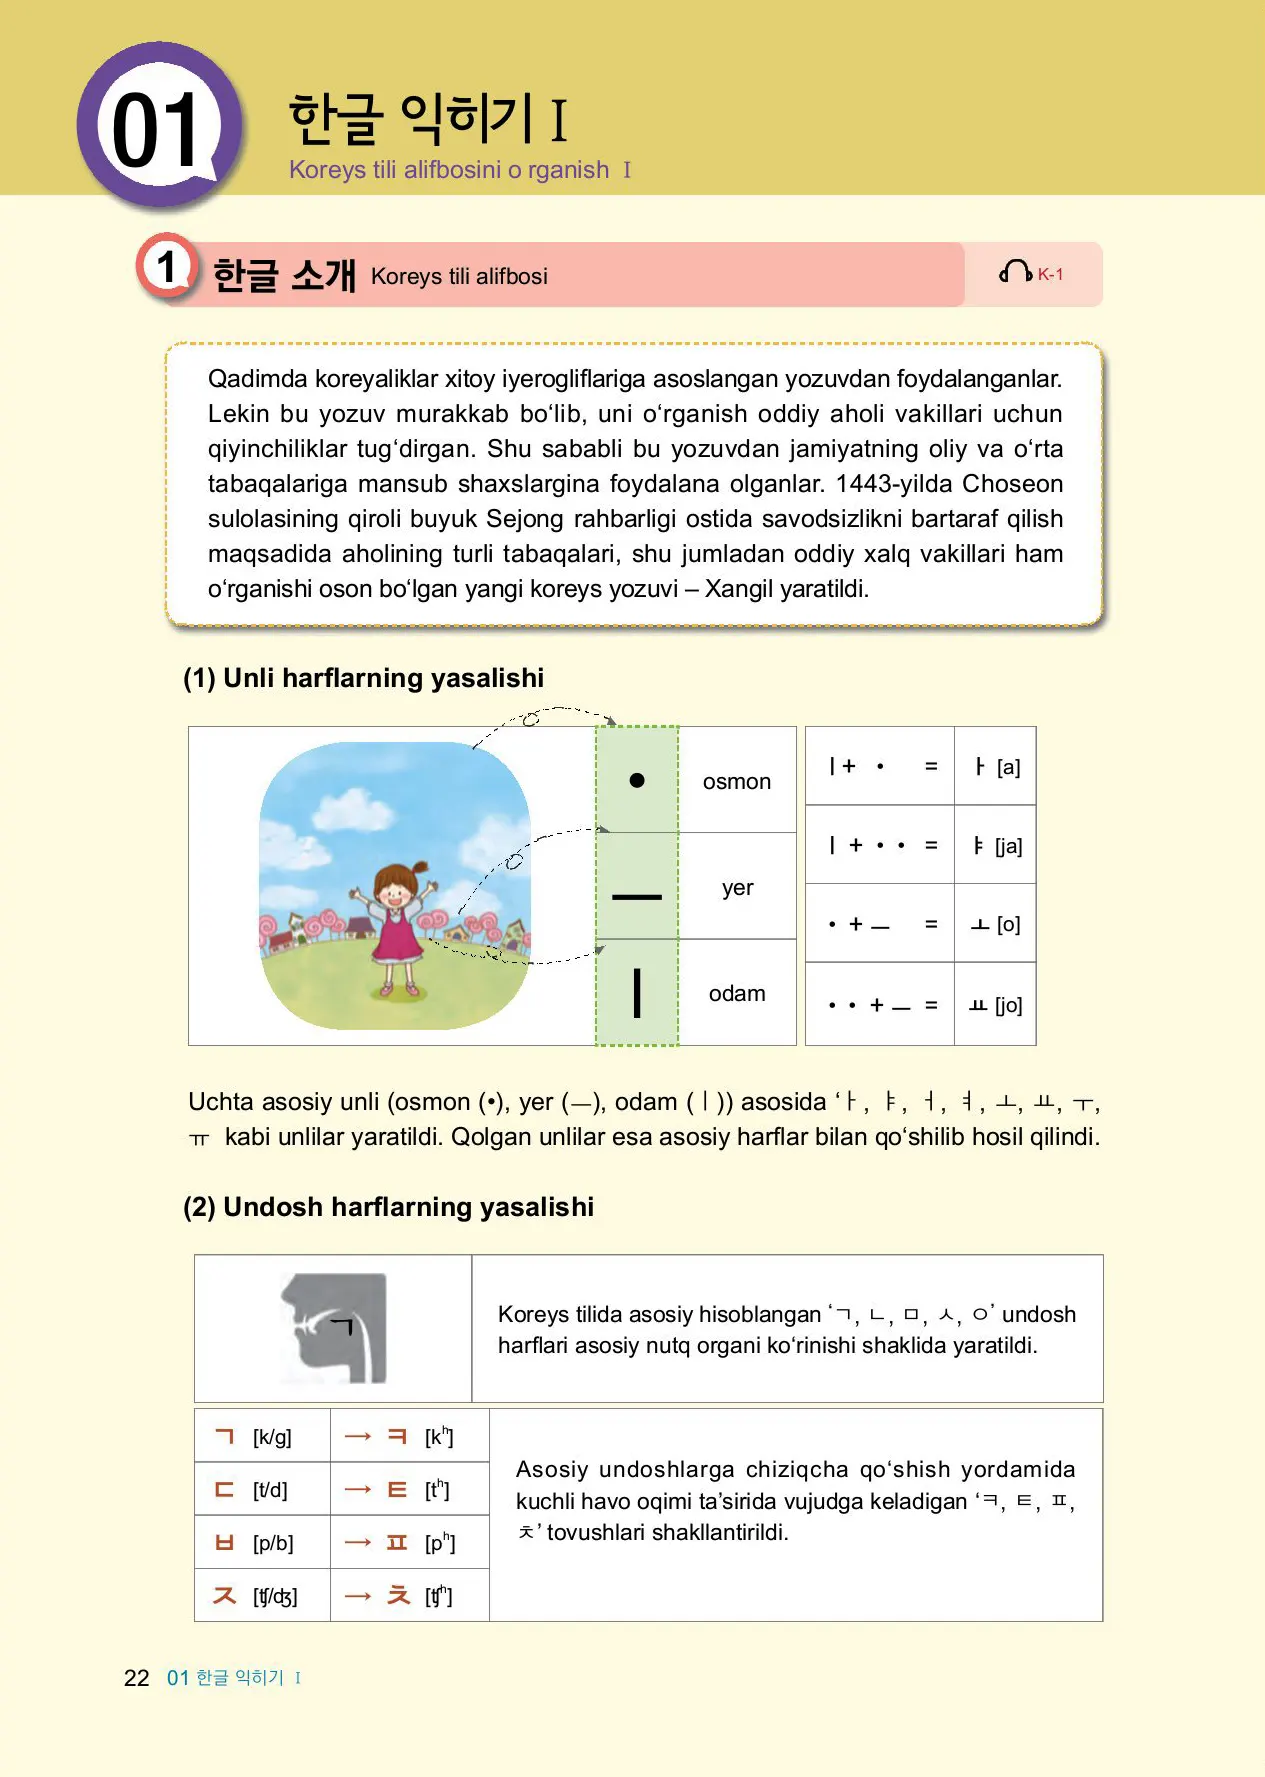 01
한글 익히기 I
Koreys tili alifbosini o rganish I
1 한글 소개 Koreys tili alifbosi
K-1
Qadimda koreyaliklar xitoy iyerogliflariga asoslangan yozuvdan foydalanganlar.
Lekin bu yozuv murakkab bo‘lib, uni o‘rganish oddiy aholi vakillari uchun
qiyinchiliklar tug‘dirgan. Shu sababli bu yozuvdan jamiyatning oliy va o‘rta
tabaqalariga mansub shaxslargina foydalana olganlar. 1443-yilda Choseon
sulolasining qiroli buyuk Sejong rahbarligi ostida savodsizlikni bartaraf qilish
maqsadida aholining turli tabaqalari, shu jumladan oddiy xalq vakillari ham
o‘rganishi oson bo‘lgan yangi koreys yozuvi – Xangil yaratildi.
(1) Unli harflarning yasalishi
• osmon
ㅡ yer
ㅣ odam
ㅣ + • = ㅏ [a]
ㅣ + • • = ㅑ [ja]
• + ㅡ = ㅗ [o]
• • + ㅡ = ㅛ [jo]
Uchta asosiy unli (osmon (•), yer (ㅡ), odam (ㅣ)) asosida ‘ㅏ, ㅑ, ㅓ, ㅕ, ㅗ, ㅛ, ㅜ,
ㅠ kabi unlilar yaratildi. Qolgan unlilar esa asosiy harflar bilan qo‘shilib hosil qilindi.
(2) Undosh harflarning yasalishi
ㄱ
Koreys tilida asosiy hisoblangan ‘ㄱ, ㄴ, ㅁ, ㅅ, ㅇ’ undosh
harflari asosiy nutq organi ko‘rinishi shaklida yaratildi.
ㄱ [k/g] → ㅋ [kʰ]
ㄷ [t/d] → ㅌ [tʰ]
ㅂ [p/b] → ㅍ [pʰ]
ㅈ [ʧ/ʤ] → ㅊ [ʧʰ]
Asosiy undoshlarga chiziqcha qo‘shish yordamida
kuchli havo oqimi ta’sirida vujudga keladigan ‘ㅋ, ㅌ, ㅍ,
ㅊ’ tovushlari shakllantirildi.
22 01 한글 익히기 I